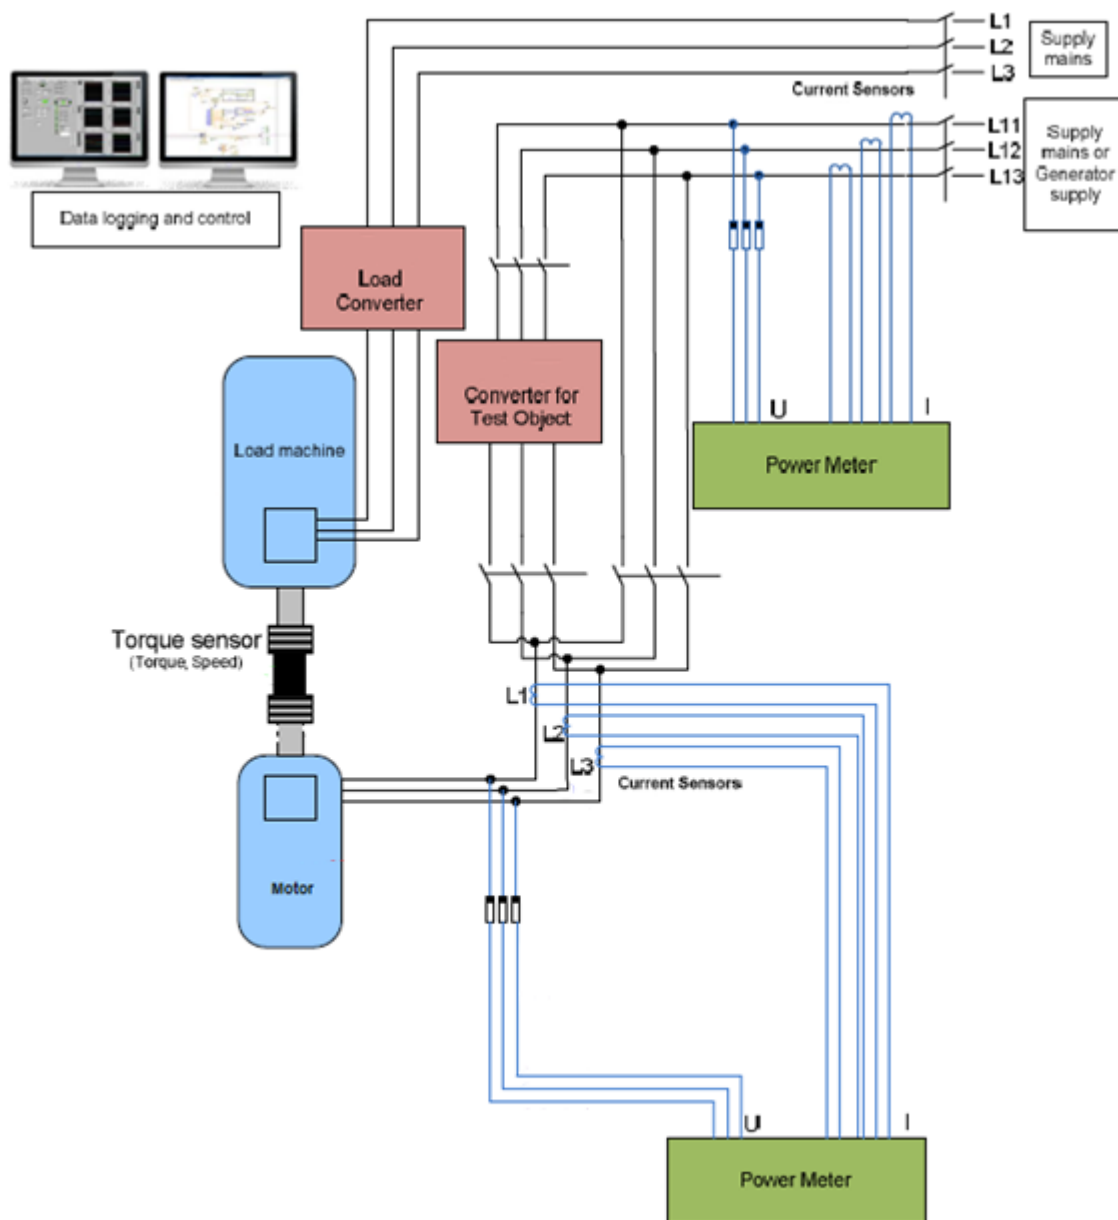 L1
L2
L3
Supply
mains
Current Sensors
L11
L12
L13
Supply
mains or
Generator
supply
Data logging and control
Load
Converter
Converter for
Test Object
U
I
Power Meter
Load machine
Torque sensor
(Torque, Speed)
L1
L2
L3
Current Sensors
Motor
U
I
Power Meter